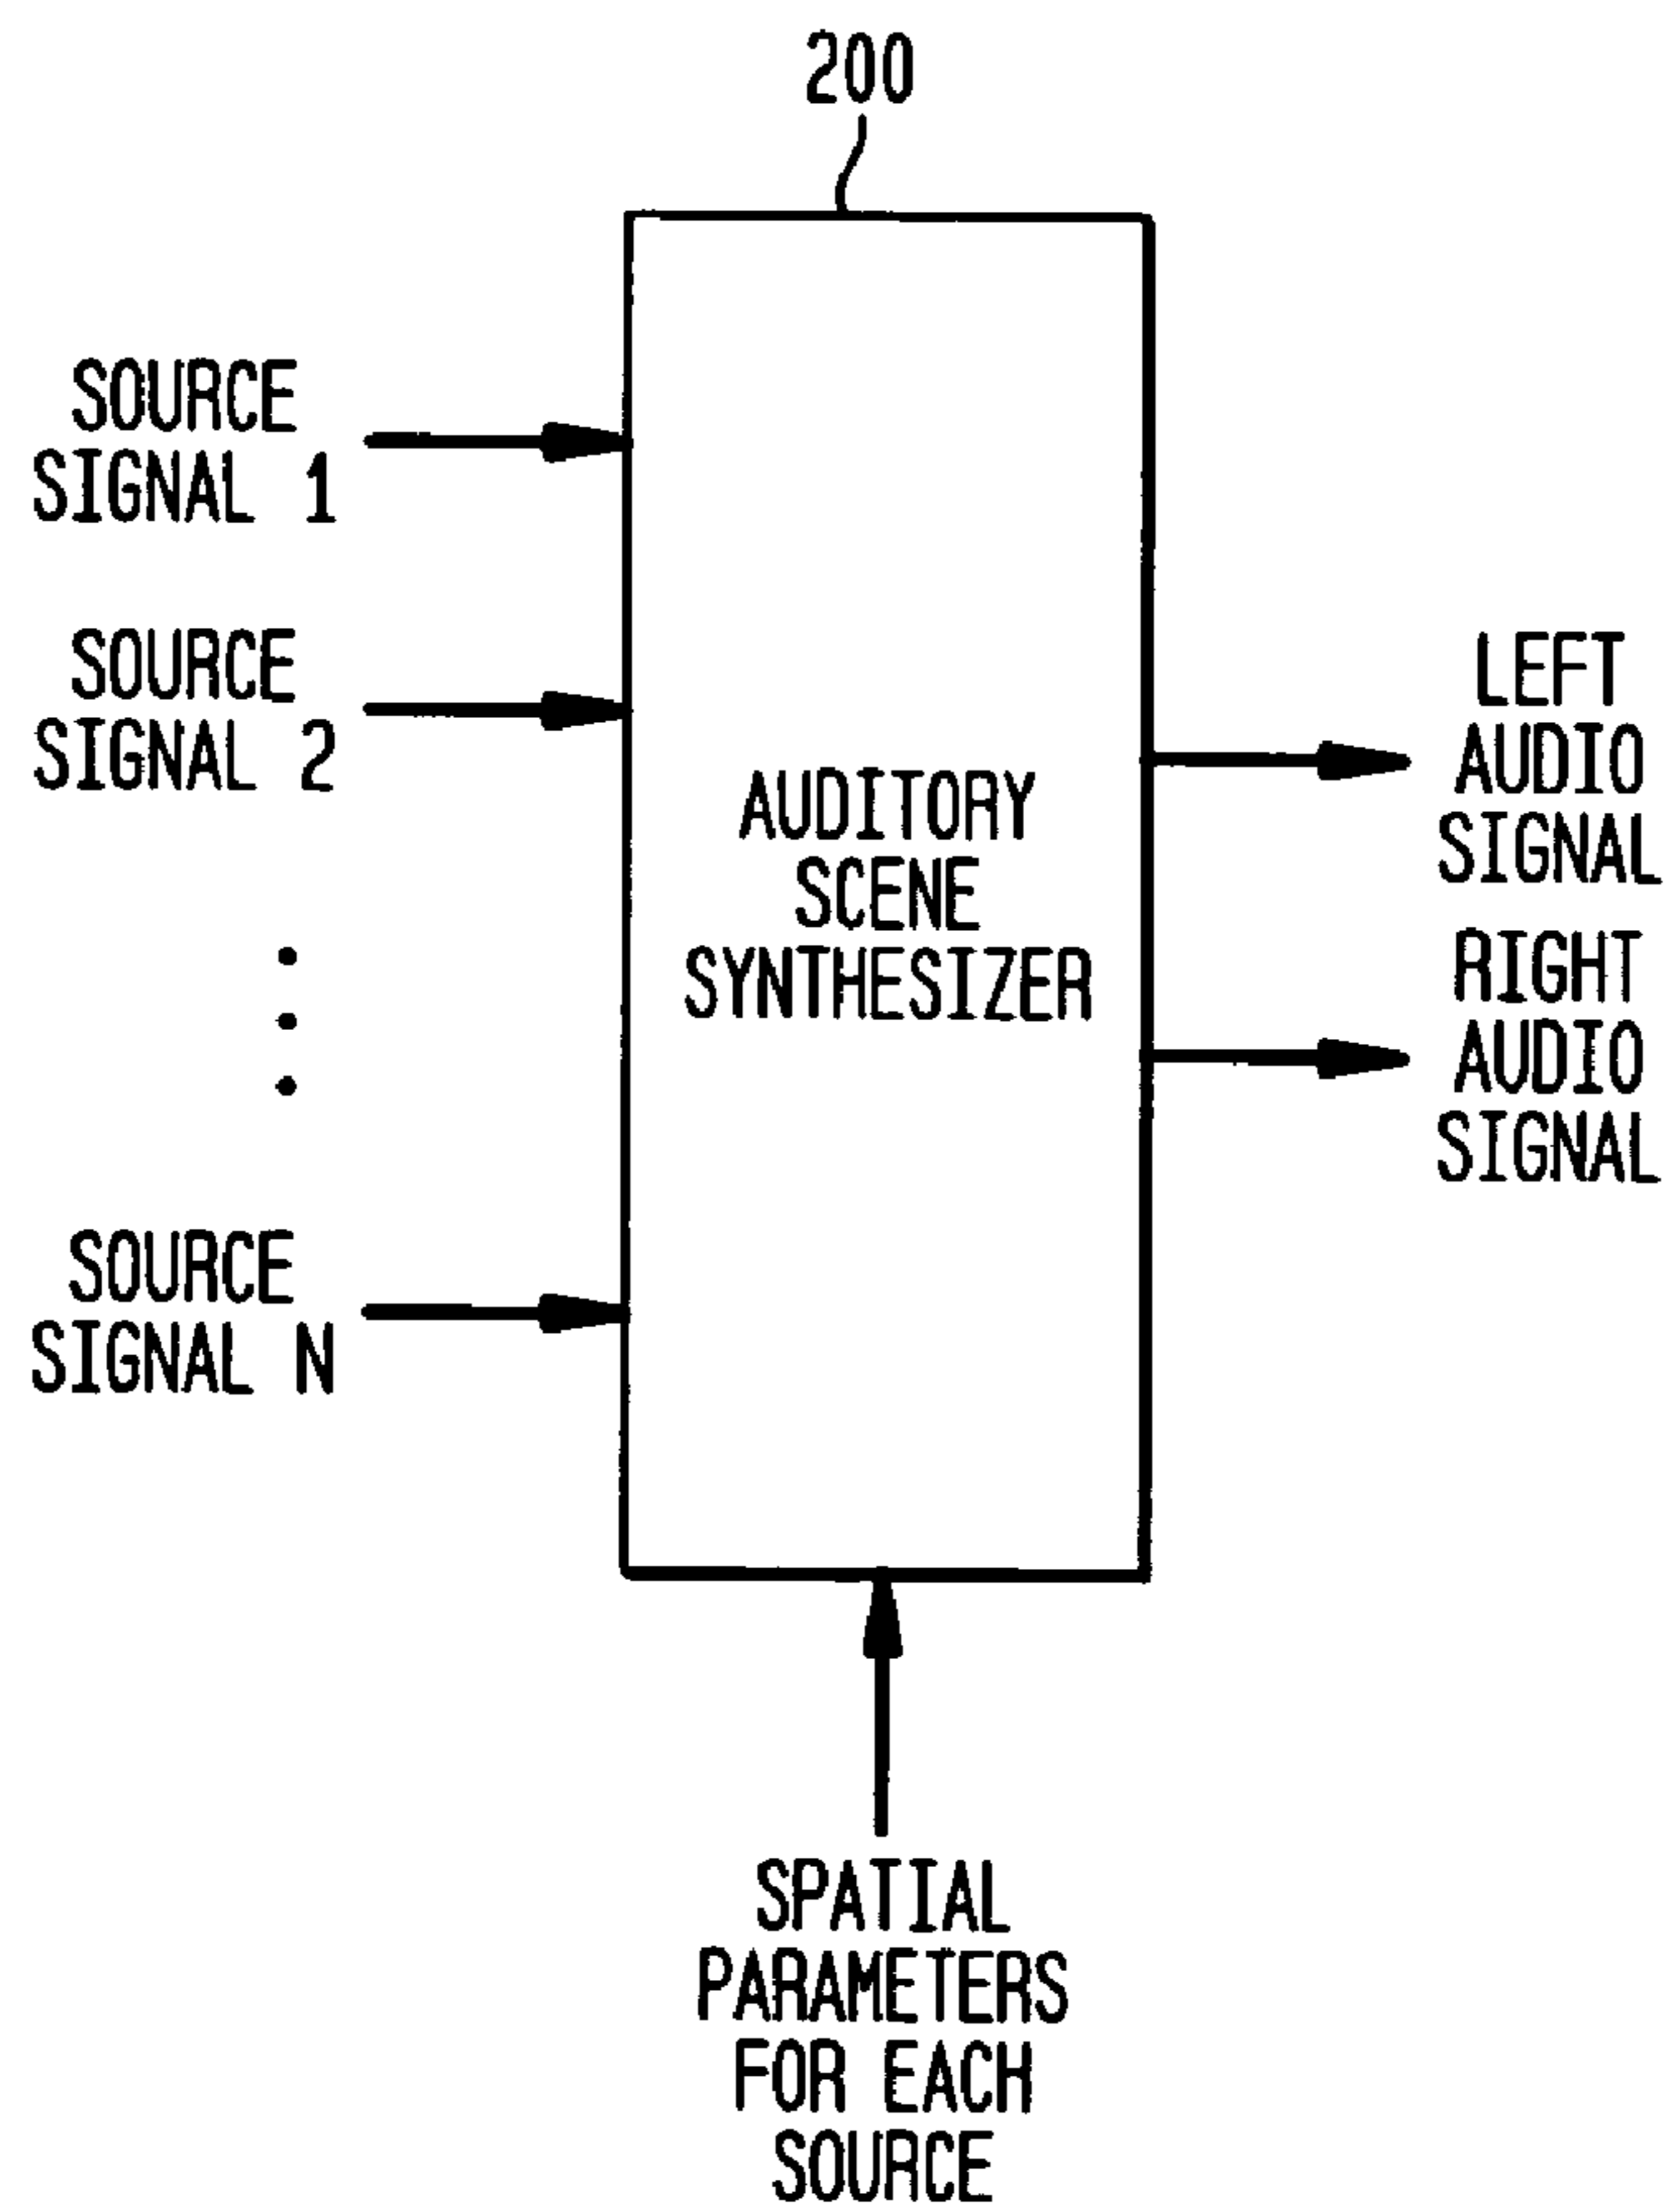 200
SOURCE
SIGNAL 1
SOURCE
SIGNAL 2
SOURCE
SIGNAL N
AUDITORY
SCENE
SYNTHESIZER
LEFT
AUDIO
SIGNAL
RIGHT
AUDIO
SIGNAL
SPATIAL
PARAMETERS
FOR EACH
SOURCE